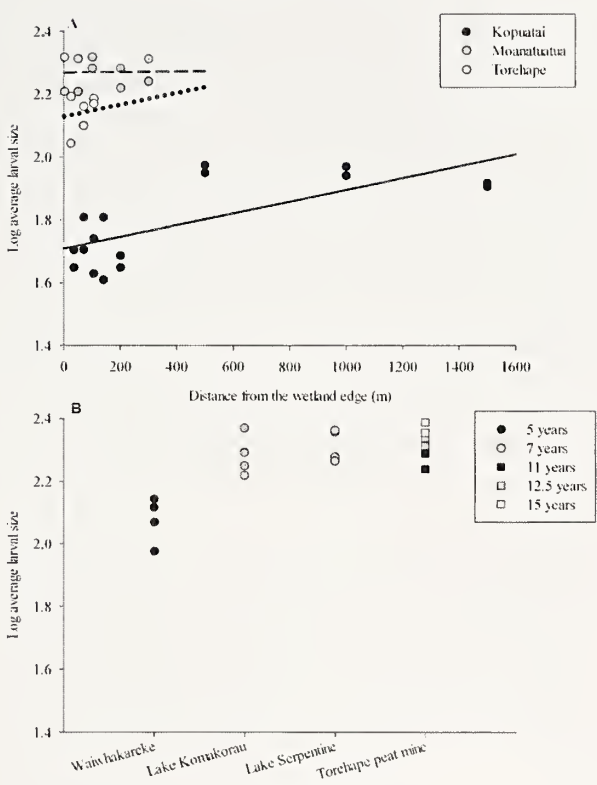 A
Log average larval size
2.4
2.2
2.0
1.8
1.6
1.4
0 200 400 600 800 1000 1200 1400 1600
Distance from the wetland edge (m)
Kopuatai
Moanatuatua
Torehape
B
Log average larval size
2.4
2.2
2.0
1.8
1.6
1.4
Waiwhakareke
Lake Komakorau
Lake Serpentine
Torehape peat mine
5 years
7 years
11 years
12.5 years
15 years